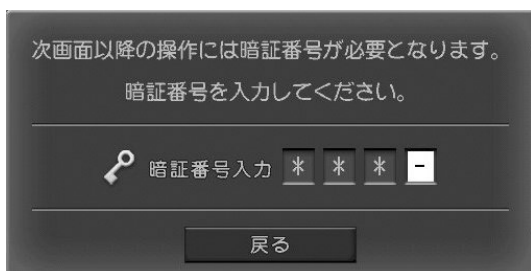 次画面以降の操作には暗証番号が必要となります。
暗証番号を入力してください。
暗証番号入力 * * * -
戻る